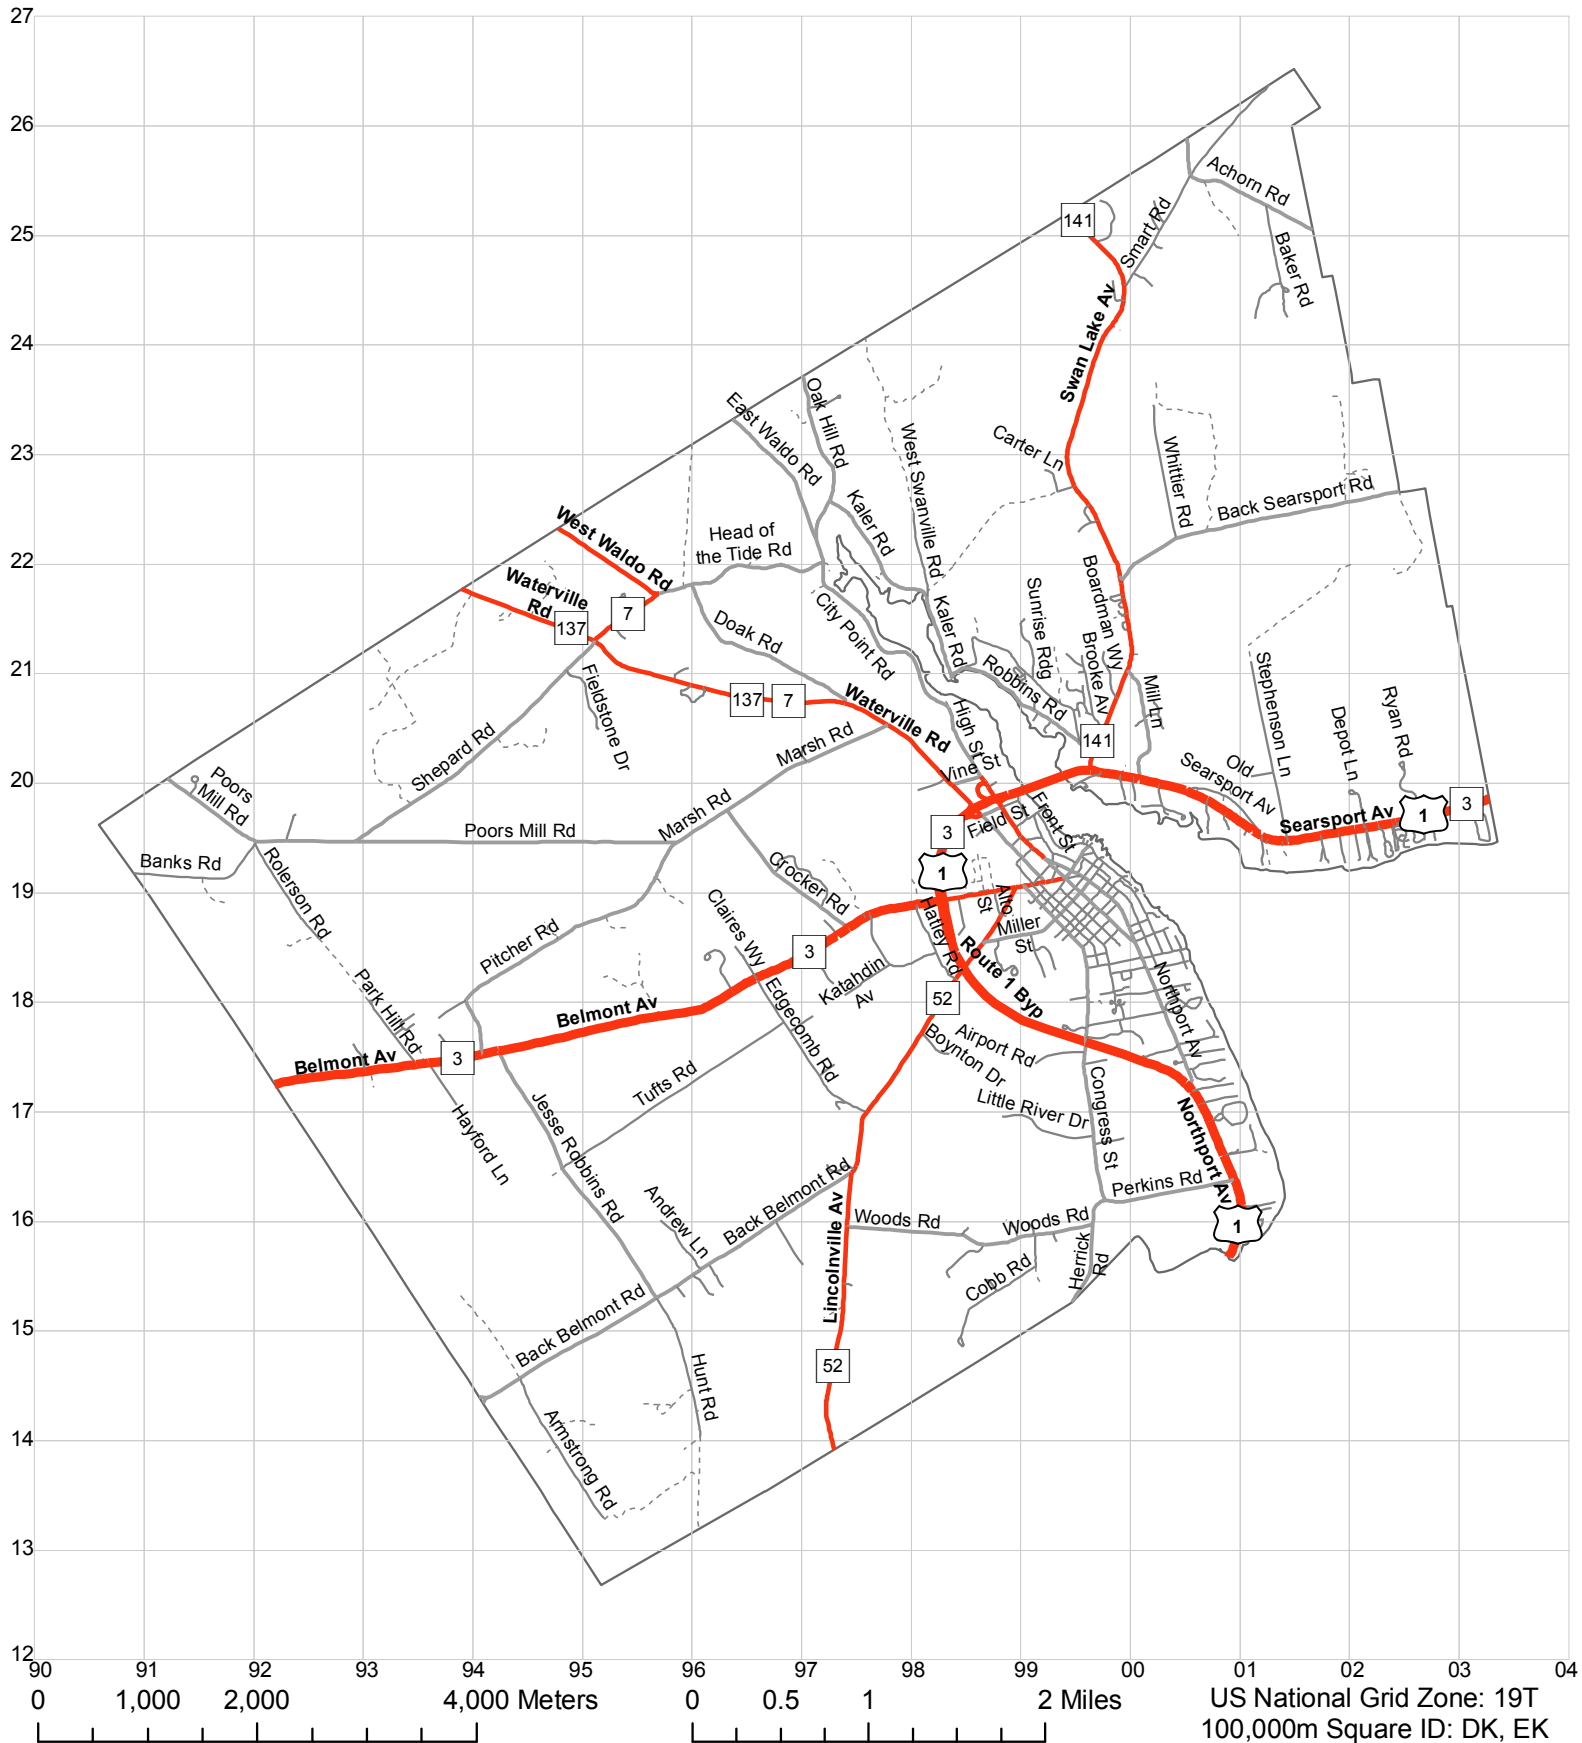 27
26
Achorn Rd
141
Smart Rd
25
Baker Rd
Swan Lake Av
24
Oak Hill Rd
East Waldo Rd
West Swanville Rd
Carter Ln
23
Whittier Rd
Back Searsport Rd
Kaler Rd
West Waldo Rd
Head of
the Tide Rd
22
Waterville
Rd
137
7
Boardman Wy
Sunrise Rdg
City Point Rd
Kaler Rd
Doak Rd
Brooke Av
21
Robbins Rd
Stephenson Ln
Mill Ln
Fieldstone Dr
137
7
Waterville Rd
High St
Ryan Rd
Depot Ln
141
Shepard Rd
Marsh Rd
Vine St
Old
Searsport Av
20
Poors
Mill Rd
Front St
Marsh Rd
Field St
3
Searsport Av
1
3
Poors Mill Rd
Banks Rd
Rolerson Rd
Crocker Rd
1
19
Claires Wy
Hatley Rd
St
Alto
Miller
St
Pitcher Rd
3
Route 1 Byp
Katahdin
Av
Northport Av
18
Park Hill Rd
Belmont Av
Edgecomb Rd
52
Airport Rd
Boynton Dr
Belmont Av
3
Tufts Rd
Congress St
Little River Dr
17
Hayford Ln
Jesse Robbins Rd
Northport Av
Back Belmont Rd
Perkins Rd
Andrew Ln
16
Lincolnville Av
Woods Rd
Woods Rd
1
Herrick
Rd
Cobb Rd
Back Belmont Rd
15
Hunt Rd
52
Armstrong Rd
14
13
12
90 91 92 93 94 95 96 97 98 99 00 01 02 03 04
0 1,000 2,000 4,000 Meters 0 0.5 1 2 Miles US National Grid Zone: 19T
100,000m Square ID: DK, EK